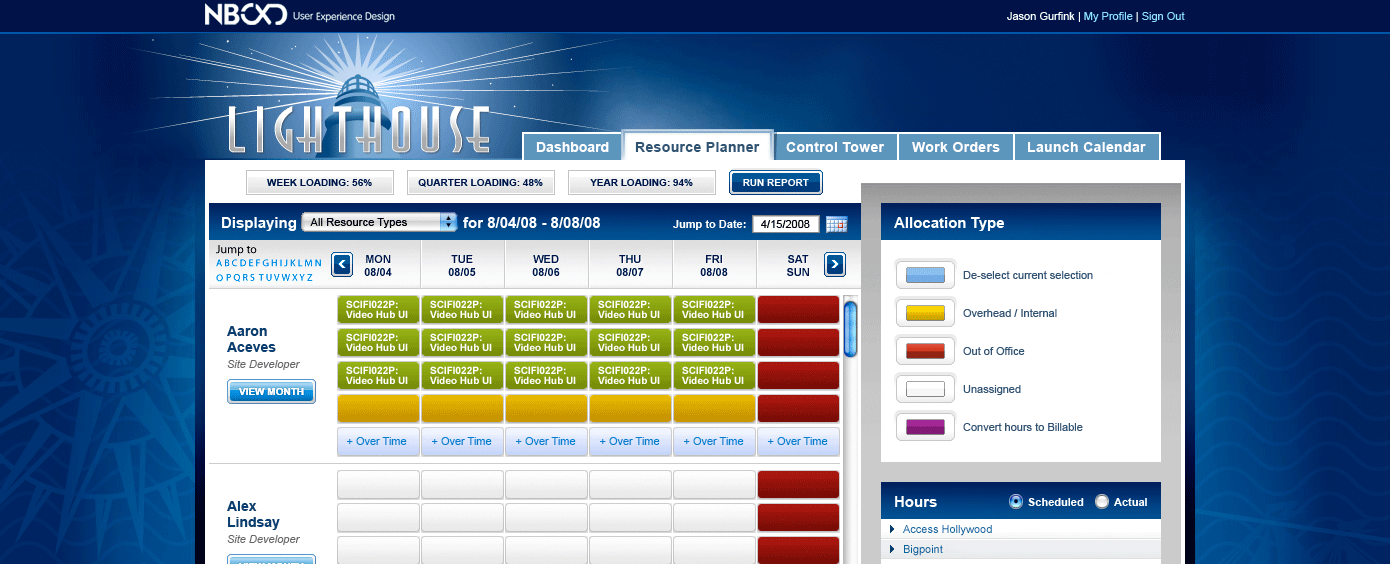 NBCXD User Experience Design
Jason Gurfink | My Profile | Sign Out
LIGHTHOUSE
Dashboard
Resource Planner
Control Tower
Work Orders
Launch Calendar
WEEK LOADING: 56%
QUARTER LOADING: 48%
YEAR LOADING: 94%
RUN REPORT
Displaying All Resource Types for 8/04/08 - 8/08/08
Jump to Date: 4/15/2008
Jump to
A B C D E F G H I J K L M N
O P Q R S T U V W X Y Z
<
MON
08/04
TUE
08/05
WED
08/06
THU
08/07
FRI
08/08
SAT
SUN
>
Aaron
Aceves
Site Developer
VIEW MONTH
SCIFI022P:
Video Hub UI
SCIFI022P:
Video Hub UI
SCIFI022P:
Video Hub UI
SCIFI022P:
Video Hub UI
SCIFI022P:
Video Hub UI
SCIFI022P:
Video Hub UI
SCIFI022P:
Video Hub UI
SCIFI022P:
Video Hub UI
SCIFI022P:
Video Hub UI
SCIFI022P:
Video Hub UI
SCIFI022P:
Video Hub UI
SCIFI022P:
Video Hub UI
SCIFI022P:
Video Hub UI
SCIFI022P:
Video Hub UI
SCIFI022P:
Video Hub UI
+ Over Time
+ Over Time
+ Over Time
+ Over Time
+ Over Time
+ Over Time
Alex
Lindsay
Site Developer
Allocation Type
De-select current selection
Overhead / Internal
Out of Office
Unassigned
Convert hours to Billable
Hours
Scheduled
Actual
Access Hollywood
Bigpoint